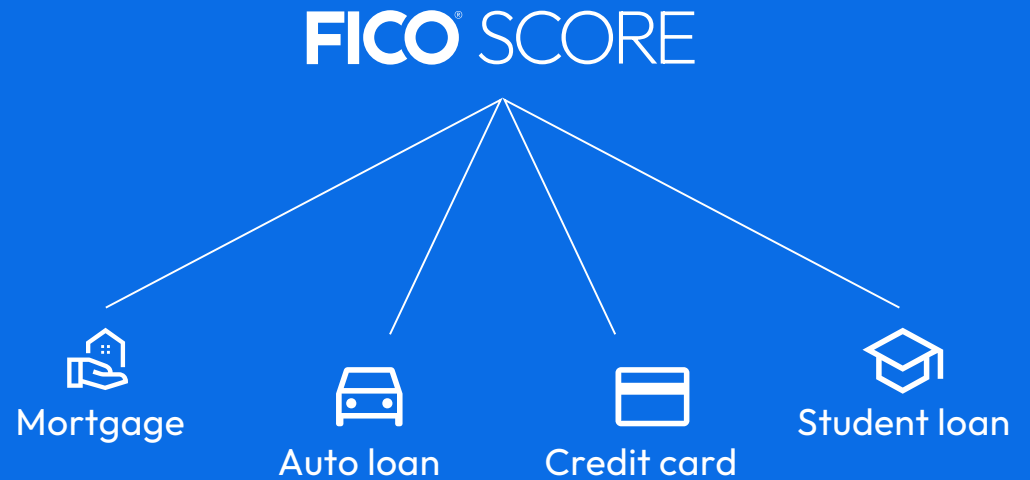 FICO® SCORE
Mortgage
Auto loan
Credit card
Student loan